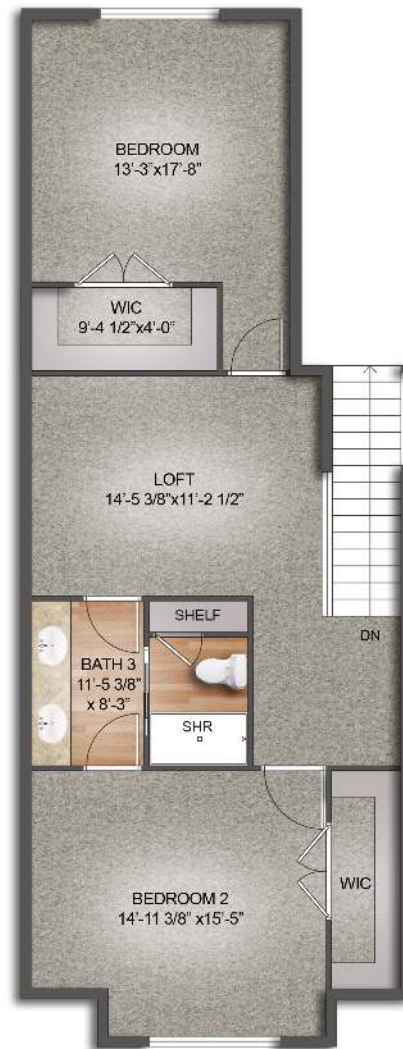 BEDROOM
13'-3"x17'-8"
WIC
9'-4 1/2"x4'-0"
LOFT
14'-5 3/8"x11'-2 1/2"
SHELF
DN
BATH 3
11'-5 3/8"
x 8'-3"
SHR
WIC
BEDROOM 2
14'-11 3/8" x15'-5"